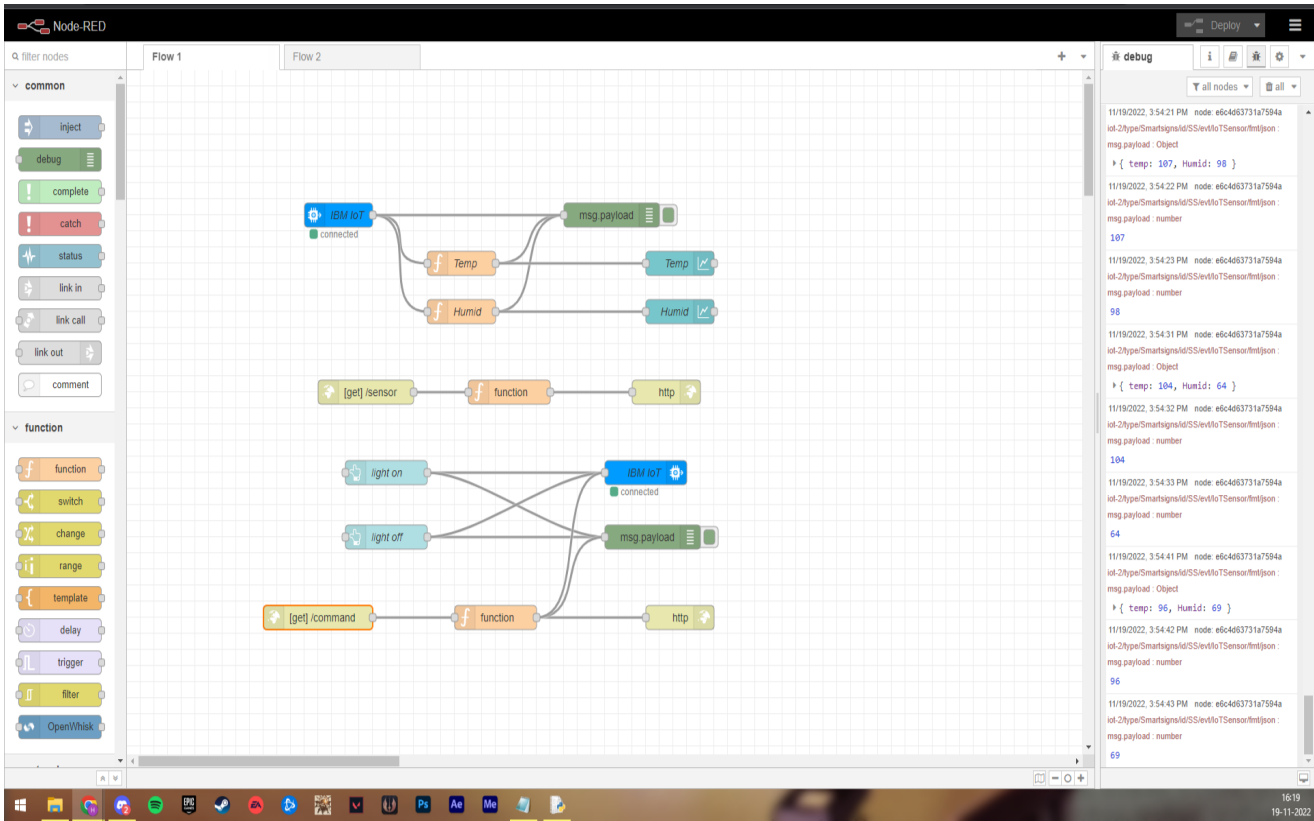 Node-RED
Deploy
filter nodes
Flow 1
Flow 2
debug
i
all nodes
all
common
inject
debug
complete
catch
status
link in
link call
link out
comment
function
function
switch
change
range
template
delay
trigger
filter
OpenWhisk
IBM IoT
connected
msg.payload
Temp
Temp
Humid
Humid
[get] /sensor
function
http
light on
IBM IoT
connected
light off
msg.payload
[get] /command
function
http
11/19/2022, 3:54:21 PM node: e6c4d63731a7594a
iot-2/type/Smartsigns/id/SS/evt/IoTSensor/fmt/json :
msg.payload : Object
{ temp: 107, Humid: 98 }
11/19/2022, 3:54:22 PM node: e6c4d63731a7594a
iot-2/type/Smartsigns/id/SS/evt/IoTSensor/fmt/json :
msg.payload : number
107
11/19/2022, 3:54:23 PM node: e6c4d63731a7594a
iot-2/type/Smartsigns/id/SS/evt/IoTSensor/fmt/json :
msg.payload : number
98
11/19/2022, 3:54:31 PM node: e6c4d63731a7594a
iot-2/type/Smartsigns/id/SS/evt/IoTSensor/fmt/json :
msg.payload : Object
{ temp: 104, Humid: 64 }
11/19/2022, 3:54:32 PM node: e6c4d63731a7594a
iot-2/type/Smartsigns/id/SS/evt/IoTSensor/fmt/json :
msg.payload : number
104
11/19/2022, 3:54:33 PM node: e6c4d63731a7594a
iot-2/type/Smartsigns/id/SS/evt/IoTSensor/fmt/json :
msg.payload : number
64
11/19/2022, 3:54:41 PM node: e6c4d63731a7594a
iot-2/type/Smartsigns/id/SS/evt/IoTSensor/fmt/json :
msg.payload : Object
{ temp: 96, Humid: 69 }
11/19/2022, 3:54:42 PM node: e6c4d63731a7594a
iot-2/type/Smartsigns/id/SS/evt/IoTSensor/fmt/json :
msg.payload : number
96
11/19/2022, 3:54:43 PM node: e6c4d63731a7594a
iot-2/type/Smartsigns/id/SS/evt/IoTSensor/fmt/json :
msg.payload : number
69
EPIC
EA
Ps
Ae
Me
16:19
19-11-2022